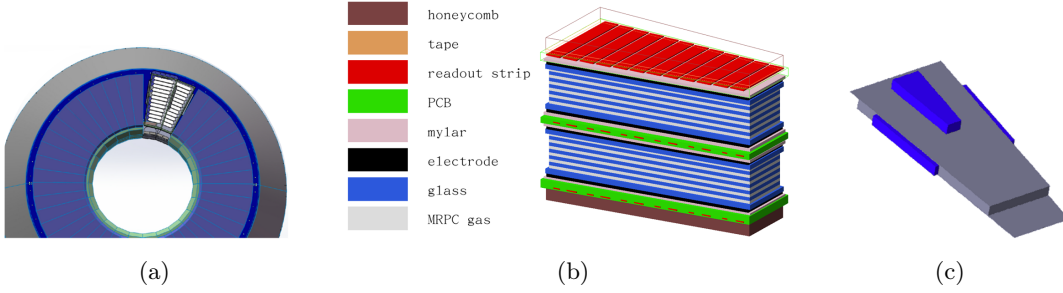 honeycomb
tape
readout strip
PCB
mylar
electrode
glass
MRPC gas
(a)
(b)
(c)